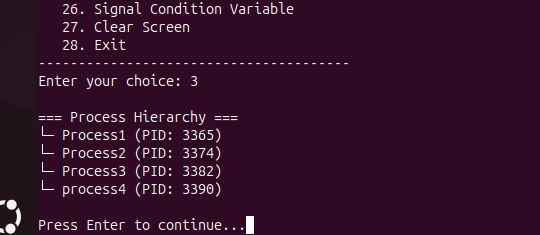 26. Signal Condition Variable
27. Clear Screen
28. Exit
---------------------------------------
Enter your choice: 3
=== Process Hierarchy ===
└─ Process1 (PID: 3365)
└─ Process2 (PID: 3374)
└─ Process3 (PID: 3382)
└─ process4 (PID: 3390)
Press Enter to continue...